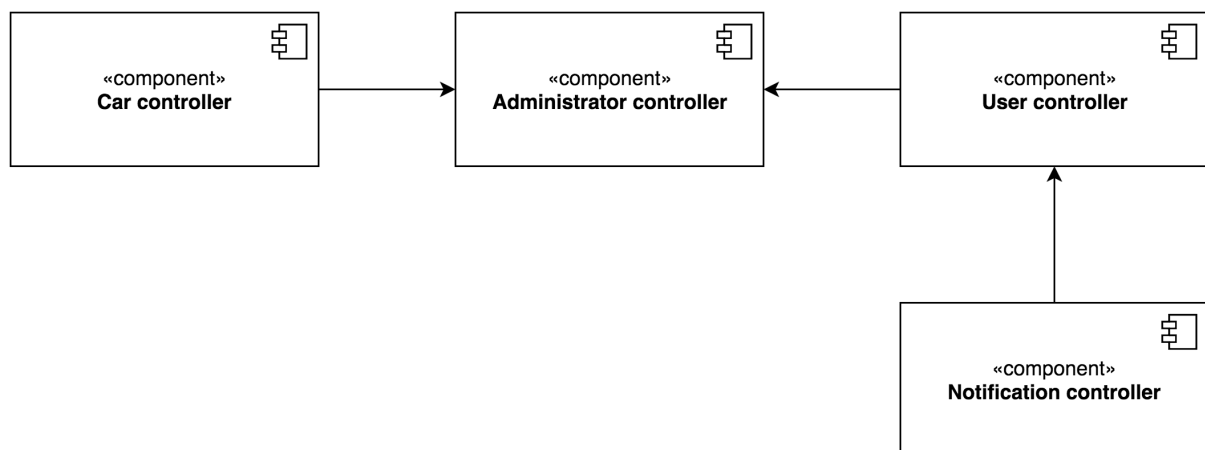 «component»
Car controller
«component»
Administrator controller
«component»
User controller
«component»
Notification controller